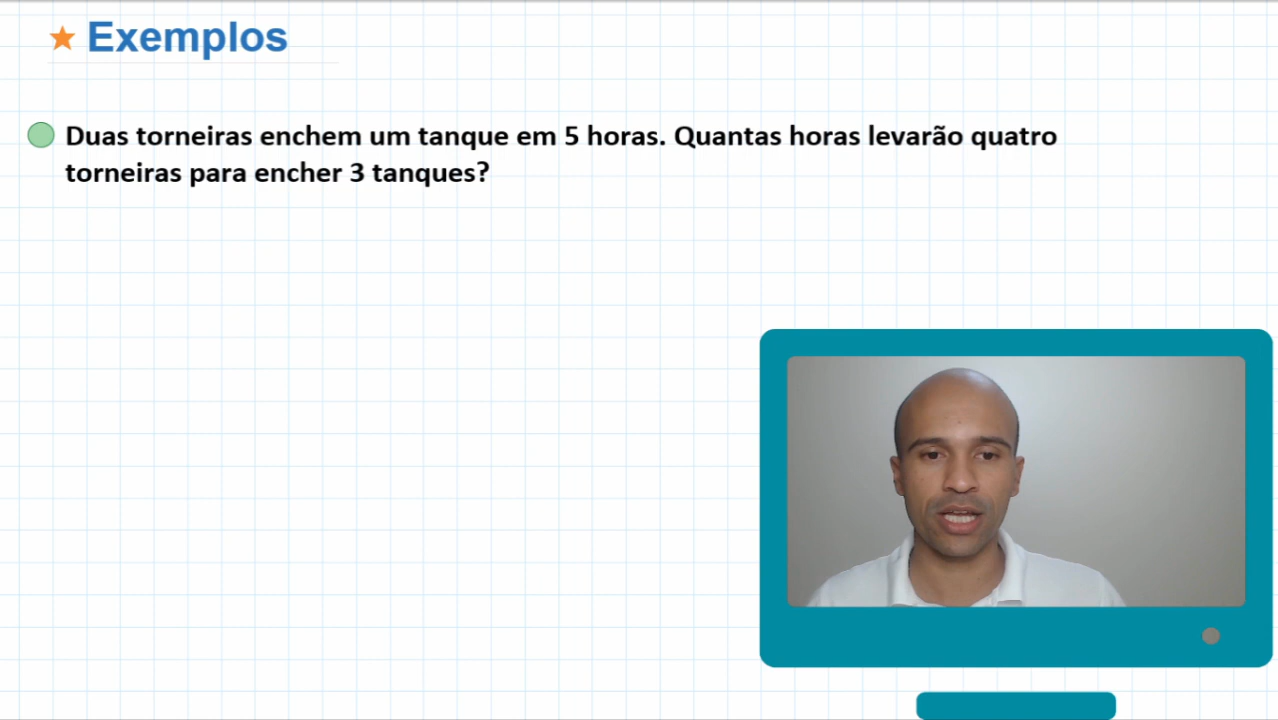 Exemplos
Duas torneiras enchem um tanque em 5 horas. Quantas horas levarão quatro
torneiras para encher 3 tanques?